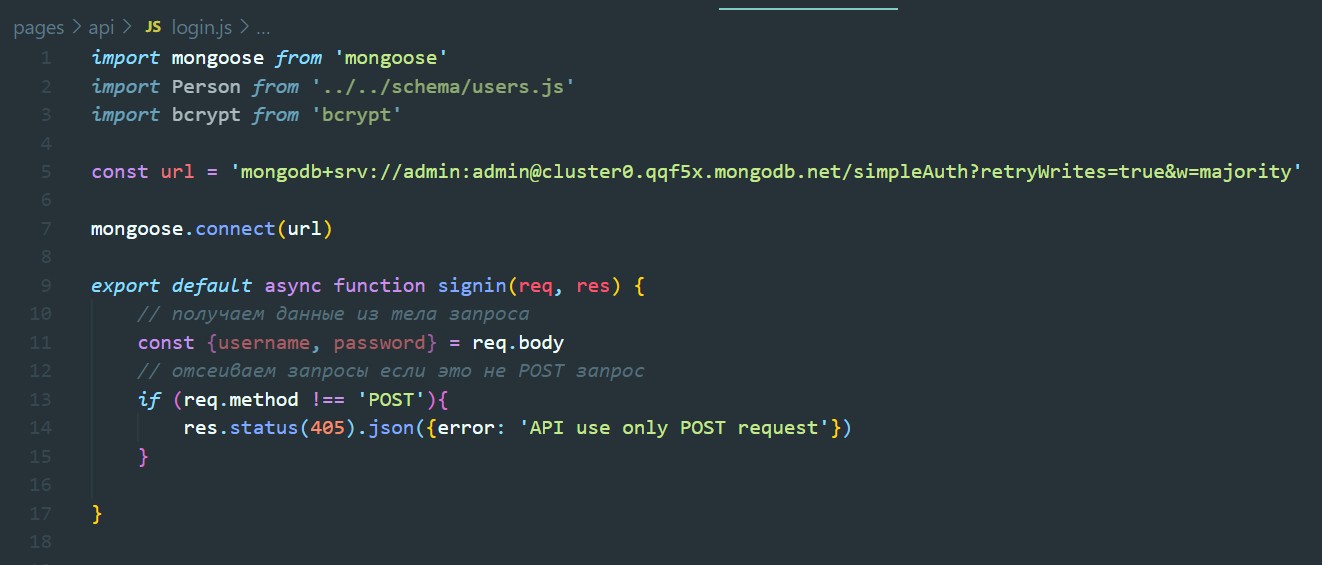 pages > api > JS login.js > ...
1 import mongoose from 'mongoose'
2 import Person from '../../schema/users.js'
3 import bcrypt from 'bcrypt'
4
5 const url = 'mongodb+srv://admin:admin@cluster0.qqf5x.mongodb.net/simpleAuth?retryWrites=true&w=majority'
6
7 mongoose.connect(url)
8
9 export default async function signin(req, res) {
10 // получаем данные из тела запроса
11 const {username, password} = req.body
12 // отсеиваем запросы если это не POST запрос
13 if (req.method !== 'POST'){
14 res.status(405).json({error: 'API use only POST request'})
15 }
16
17 }
18